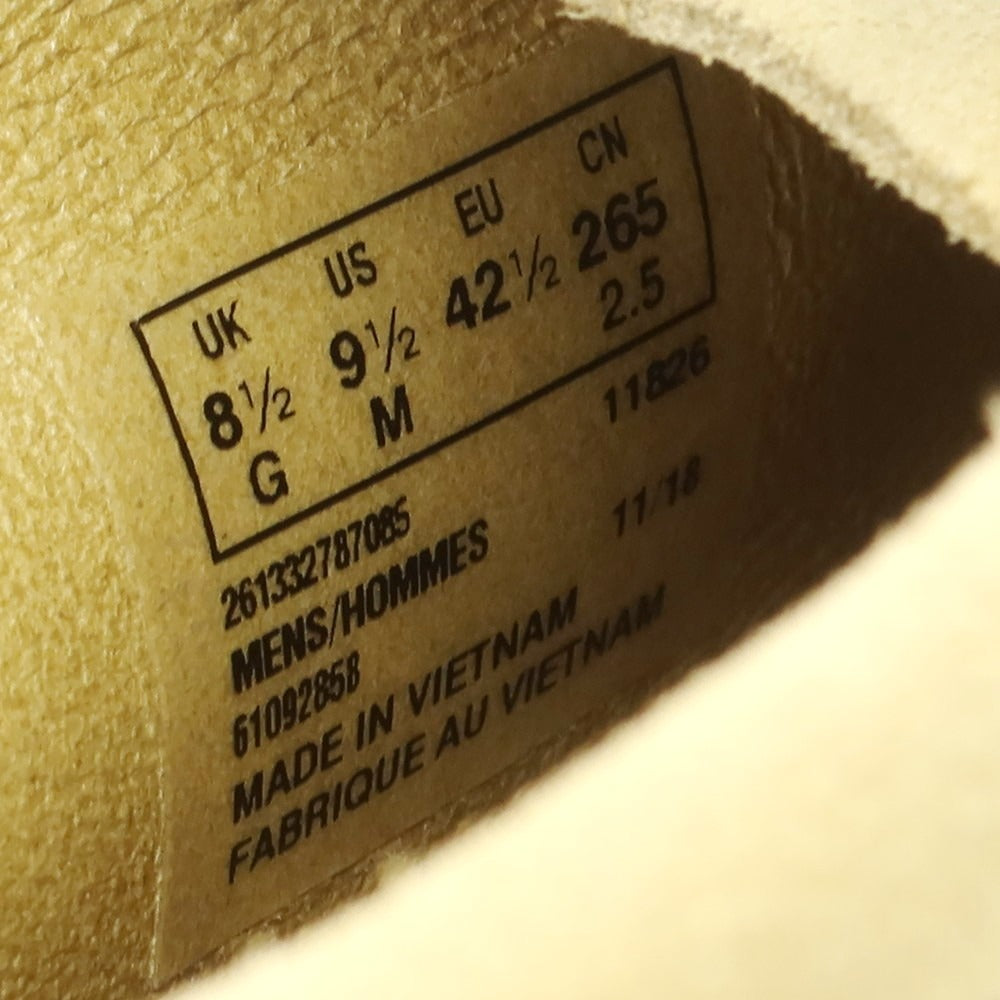 UK US EU CN
8½ 9½ 42½ 265
G M 2.5
261332787085 11826
MENS/HOMMES 11/18
61092858
MADE IN VIETNAM
FABRIQUE AU VIETNAM